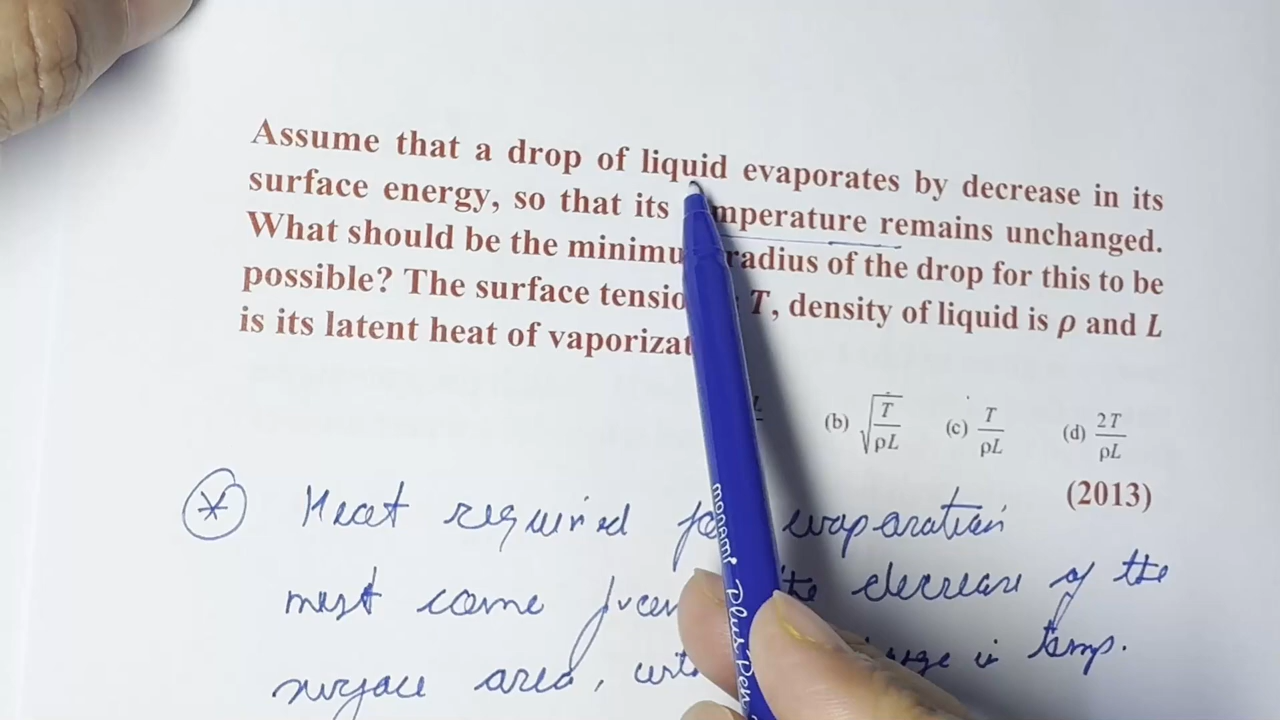 Assume that a drop of liquid evaporates by decrease in its
surface energy, so that its mperature remains unchanged.
What should be the minimu radius of the drop for this to be
possible? The surface tensio T, density of liquid is ρ and L
is its latent heat of vaporizat
(b) √(T/ρL) (c) T/ρL (d) 2T/ρL
(2013)
* Heat required evaporation
must come decrease of the
surface area, in temp.
monami Plus Pen